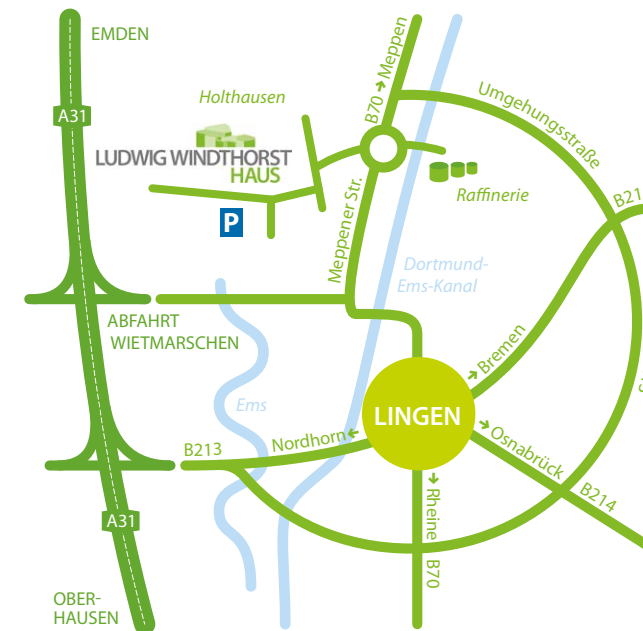 EMDEN
B70 → Meppen
Umgehungsstraße
Holthausen
A31
LUDWIG WINDTHORST
HAUS
Raffinerie
B21
P
Meppener Str.
Dortmund-
Ems-Kanal
ABFAHRT
WIETMARSCHEN
→ Bremen
Ems
LINGEN
B213
Nordhorn ←
→ Osnabrück
B214
→ Rheine
B70
A31
OBER-
HAUSEN